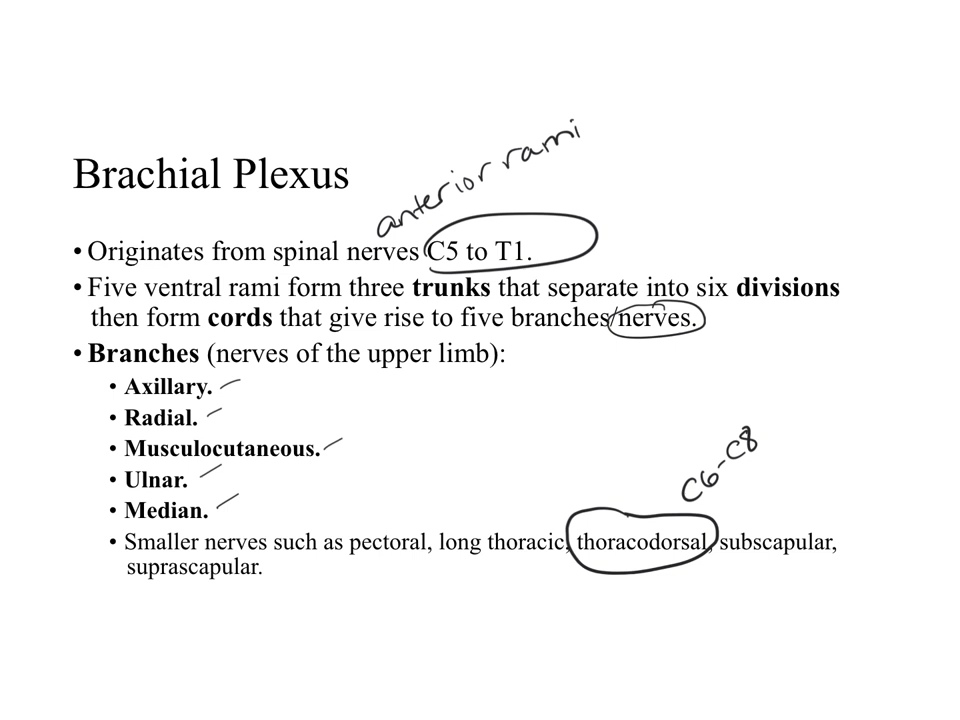 Brachial Plexus
anterior rami
• Originates from spinal nerves C5 to T1.
• Five ventral rami form three trunks that separate into six divisions
then form cords that give rise to five branches/nerves.
• Branches (nerves of the upper limb):
• Axillary.
• Radial.
• Musculocutaneous.
• Ulnar.
• Median.
C6-C8
• Smaller nerves such as pectoral, long thoracic, thoracodorsal, subscapular,
suprascapular.